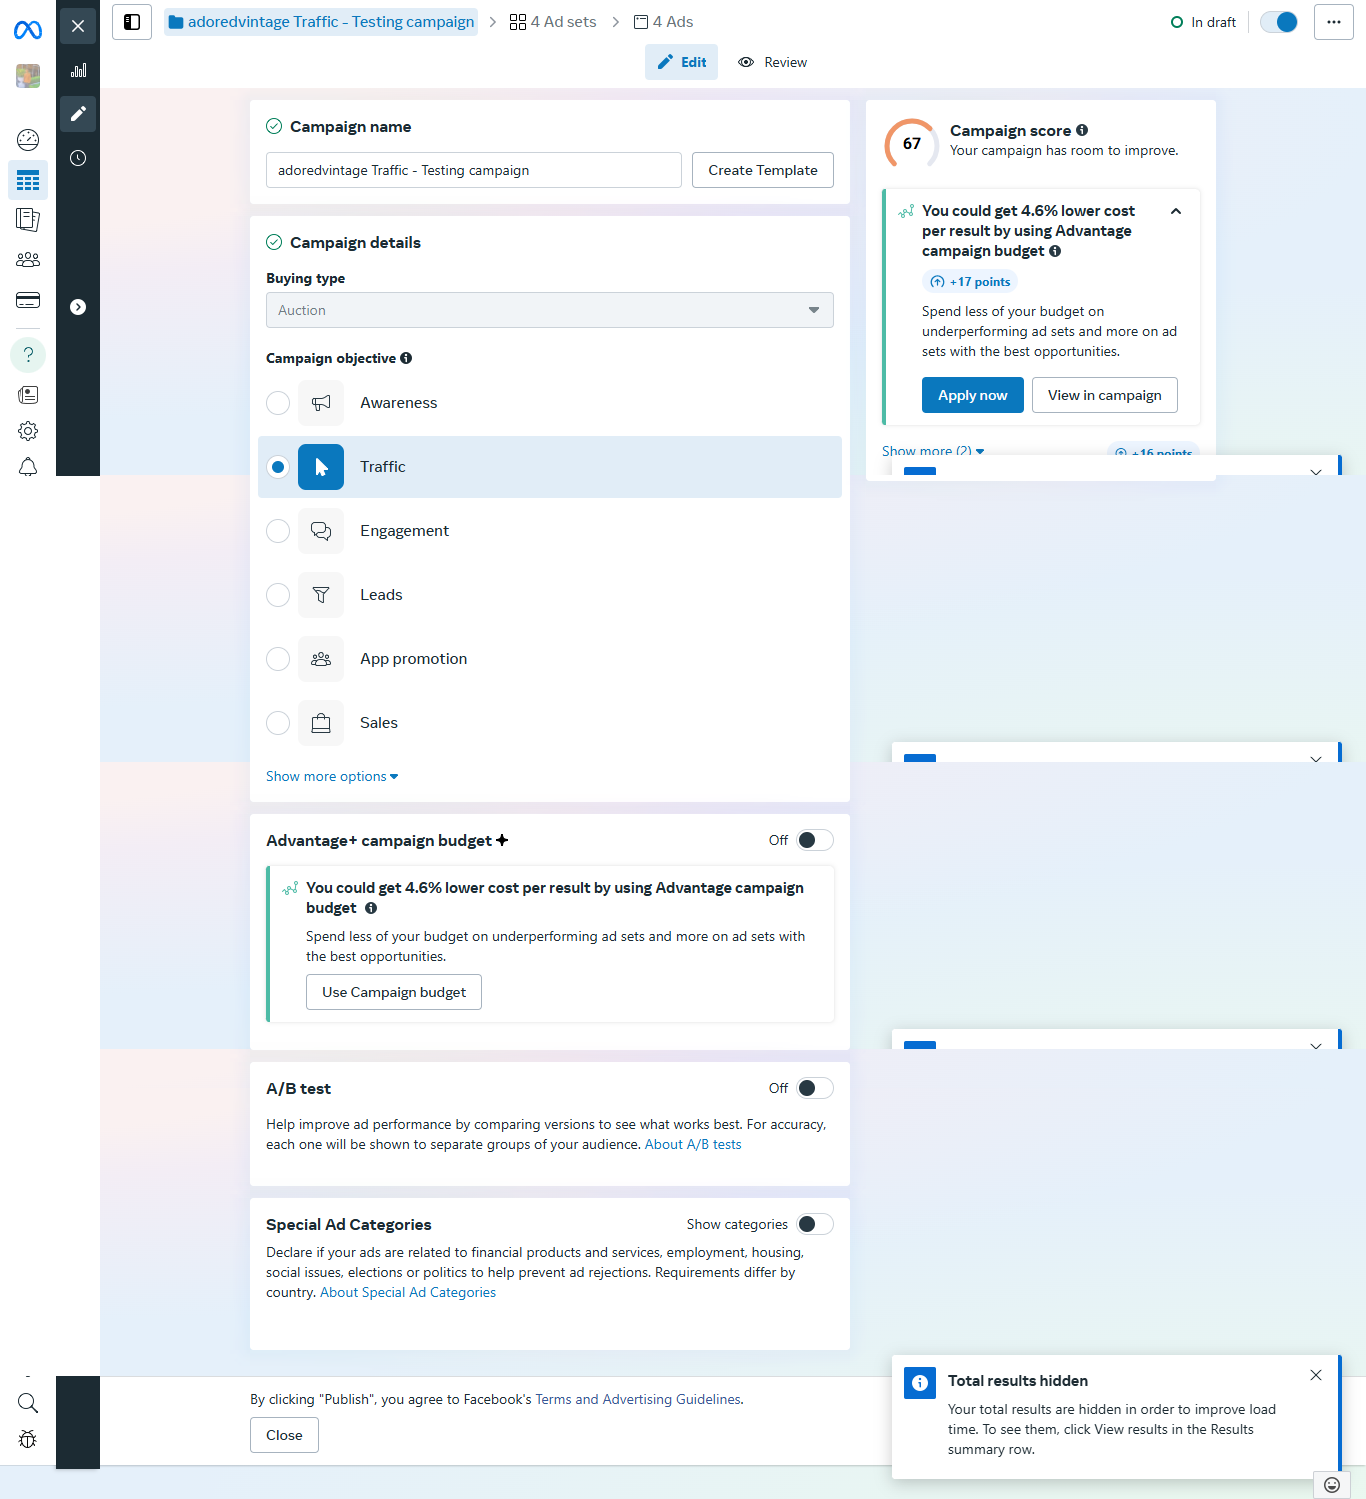 adoredvintage Traffic - Testing campaign
4 Ad sets
4 Ads
In draft
Edit
Review
Campaign name
adoredvintage Traffic - Testing campaign
Create Template
Campaign details
Buying type
Auction
Campaign objective
Awareness
Traffic
Engagement
Leads
App promotion
Sales
Show more options
Advantage+ campaign budget
Off
You could get 4.6% lower cost per result by using Advantage campaign
budget
Spend less of your budget on underperforming ad sets and more on ad sets with
the best opportunities.
Use Campaign budget
A/B test
Off
Help improve ad performance by comparing versions to see what works best. For accuracy,
each one will be shown to separate groups of your audience. About A/B tests
Special Ad Categories
Show categories
Declare if your ads are related to financial products and services, employment, housing,
social issues, elections or politics to help prevent ad rejections. Requirements differ by
country. About Special Ad Categories
By clicking "Publish", you agree to Facebook's Terms and Advertising Guidelines.
Close
67
Campaign score
Your campaign has room to improve.
You could get 4.6% lower cost
per result by using Advantage
campaign budget
+17 points
Spend less of your budget on
underperforming ad sets and more on ad
sets with the best opportunities.
Apply now
View in campaign
Show more (2)
+16 points
Total results hidden
Your total results are hidden in order to improve load
time. To see them, click View results in the Results
summary row.